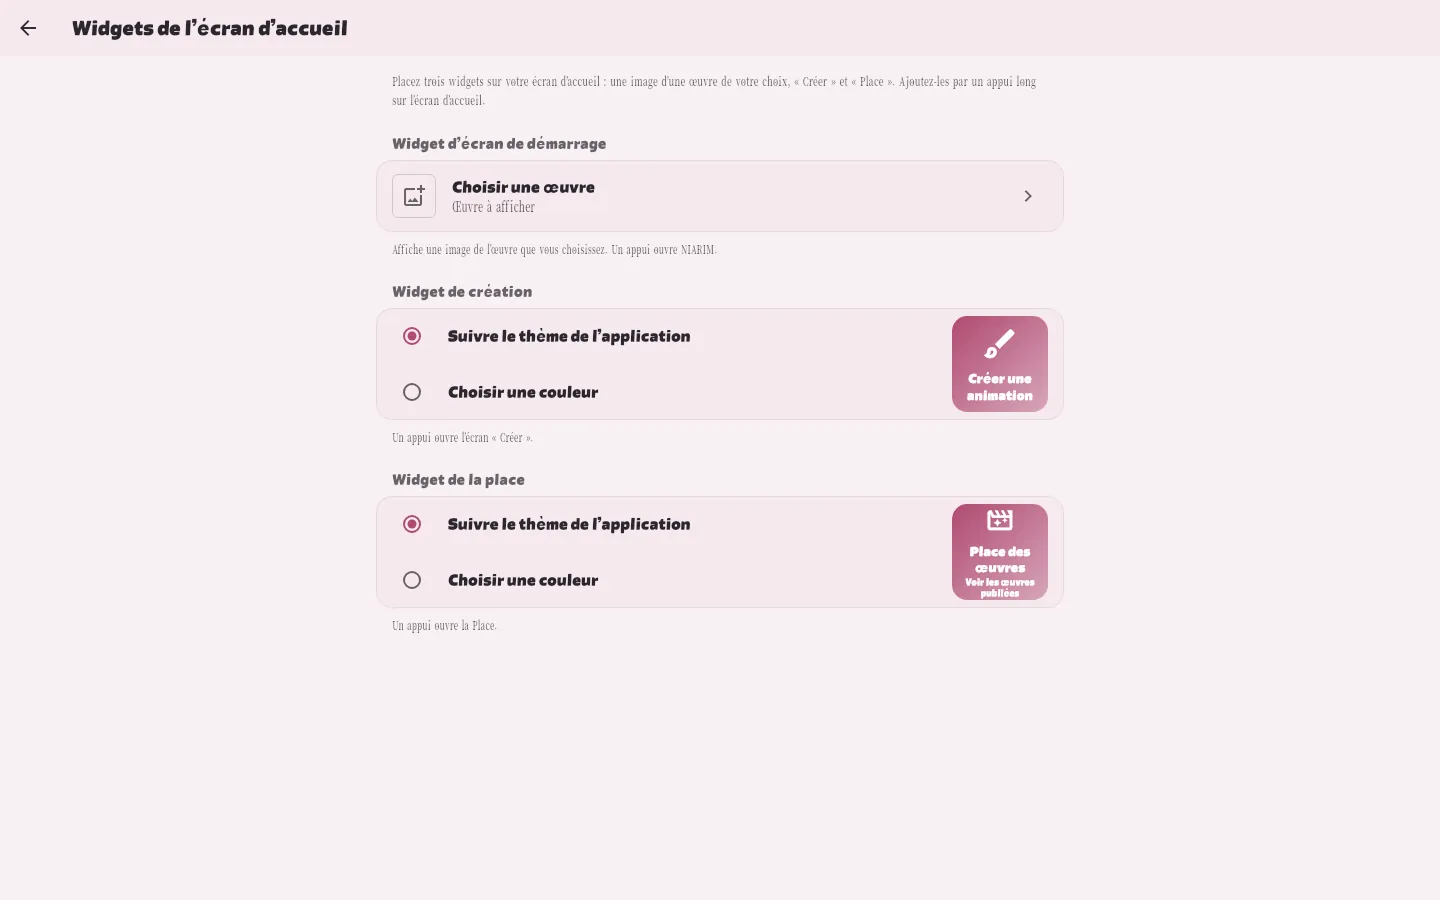 Widgets de l’écran d’accueil
Placez trois widgets sur votre écran d'accueil : une image d'une œuvre de votre choix, « Créer » et « Place ». Ajoutez-les par un appui long
sur l'écran d'accueil.
Widget d’écran de démarrage
Choisir une œuvre
Œuvre à afficher
Affiche une image de l'œuvre que vous choisissez. Un appui ouvre NIARIM.
Widget de création
Suivre le thème de l’application
Choisir une couleur
Créer une
animation
Un appui ouvre l'écran « Créer ».
Widget de la place
Suivre le thème de l’application
Choisir une couleur
Place des
œuvres
Voir les œuvres
publiées
Un appui ouvre la Place.